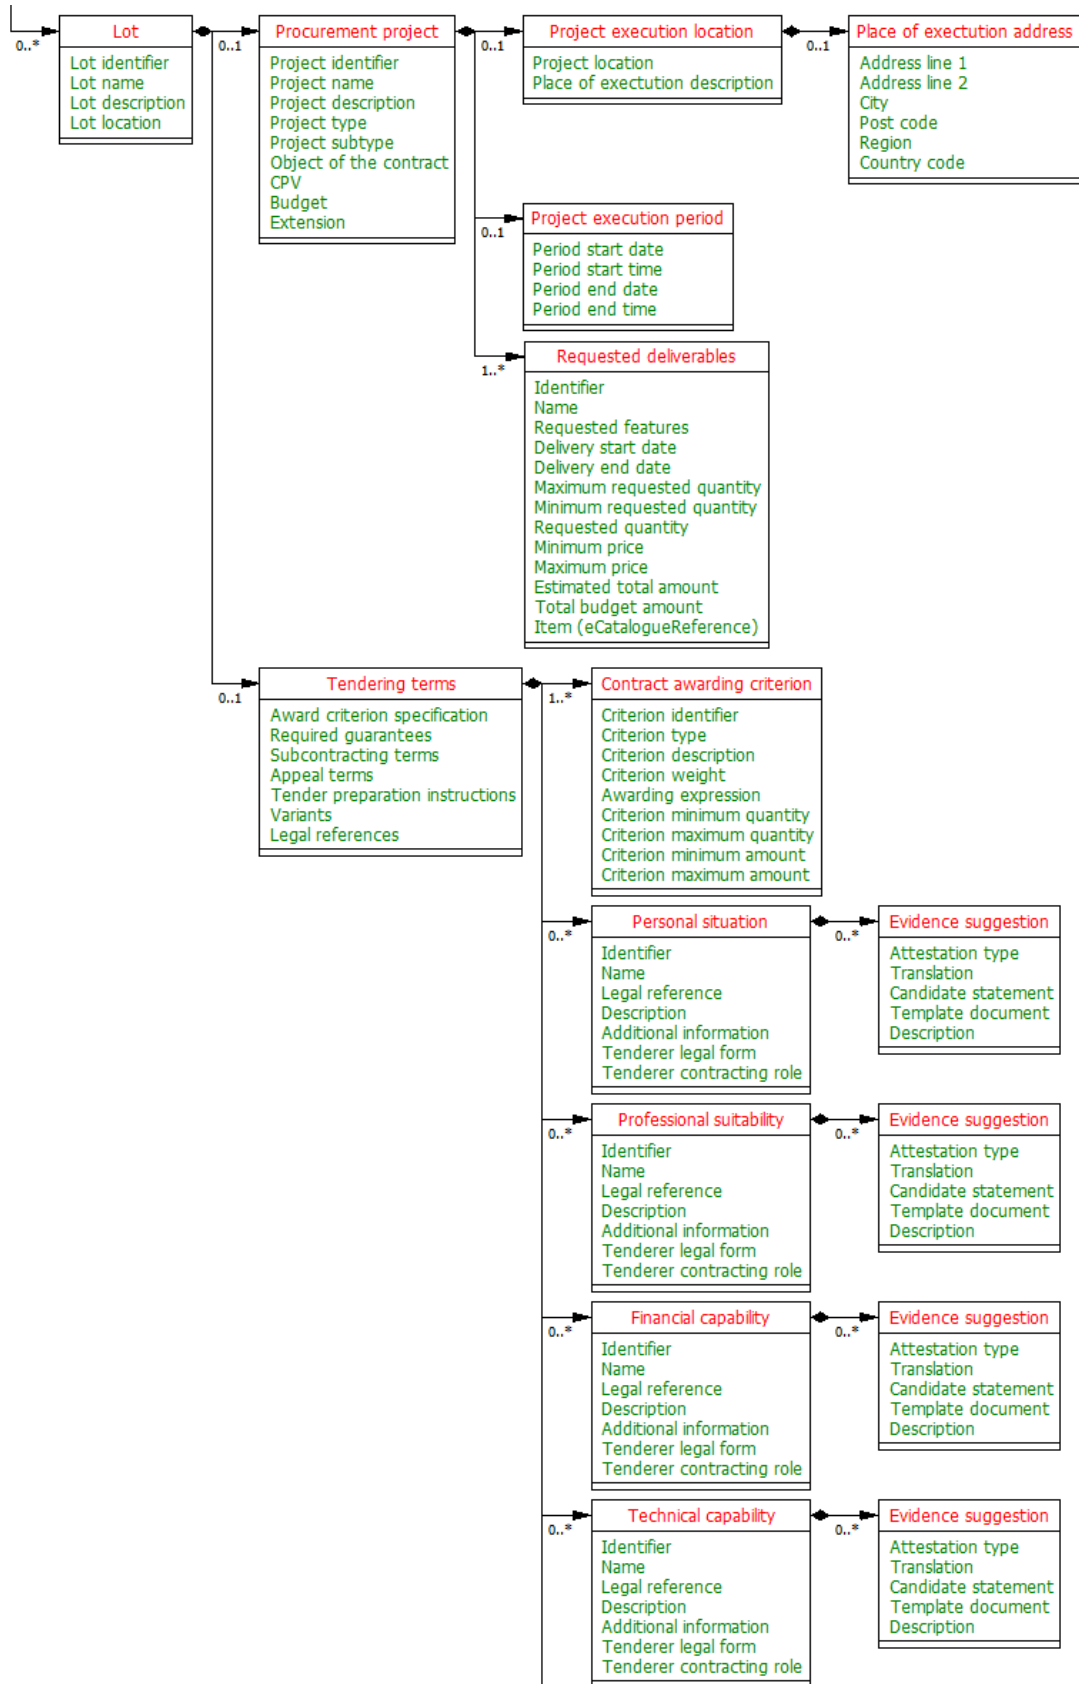 Lot
0..*
Lot identifier
Lot name
Lot description
Lot location
0..1
Procurement project
Project identifier
Project name
Project description
Project type
Project subtype
Object of the contract
CPV
Budget
Extension
0..1
Project execution location
Project location
Place of exectution description
0..1
Place of exectution address
Address line 1
Address line 2
City
Post code
Region
Country code
0..1
Project execution period
Period start date
Period start time
Period end date
Period end time
1..*
Requested deliverables
Identifier
Name
Requested features
Delivery start date
Delivery end date
Maximum requested quantity
Minimum requested quantity
Requested quantity
Minimum price
Maximum price
Estimated total amount
Total budget amount
Item (eCatalogueReference)
0..1
Tendering terms
Award criterion specification
Required guarantees
Subcontracting terms
Appeal terms
Tender preparation instructions
Variants
Legal references
1..*
Contract awarding criterion
Criterion identifier
Criterion type
Criterion description
Criterion weight
Awarding expression
Criterion minimum quantity
Criterion maximum quantity
Criterion minimum amount
Criterion maximum amount
0..*
Personal situation
Identifier
Name
Legal reference
Description
Additional information
Tenderer legal form
Tenderer contracting role
0..*
Evidence suggestion
Attestation type
Translation
Candidate statement
Template document
Description
0..*
Professional suitability
Identifier
Name
Legal reference
Description
Additional information
Tenderer legal form
Tenderer contracting role
0..*
Evidence suggestion
Attestation type
Translation
Candidate statement
Template document
Description
0..*
Financial capability
Identifier
Name
Legal reference
Description
Additional information
Tenderer legal form
Tenderer contracting role
0..*
Evidence suggestion
Attestation type
Translation
Candidate statement
Template document
Description
0..*
Technical capability
Identifier
Name
Legal reference
Description
Additional information
Tenderer legal form
Tenderer contracting role
0..*
Evidence suggestion
Attestation type
Translation
Candidate statement
Template document
Description